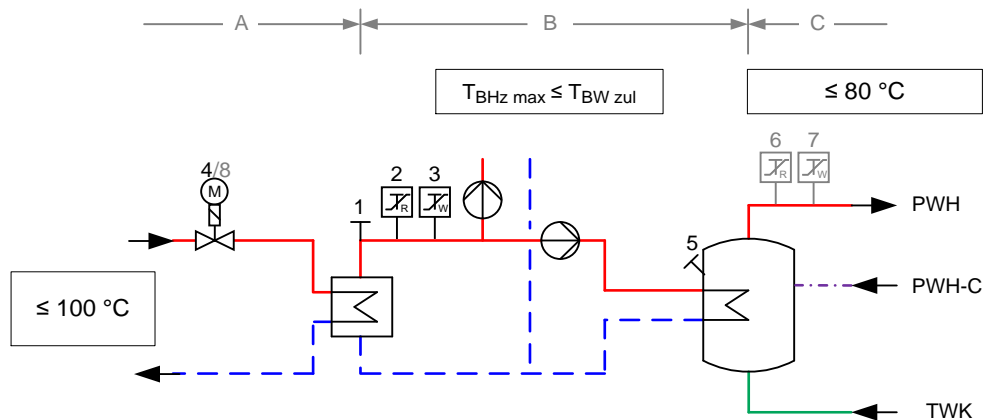 A B C
T_BHz max ≤ T_BW zul
≤ 80 °C
4/8
M
2 3
R W
1
6 7
R W
PWH
5
PWH-C
≤ 100 °C
TWK